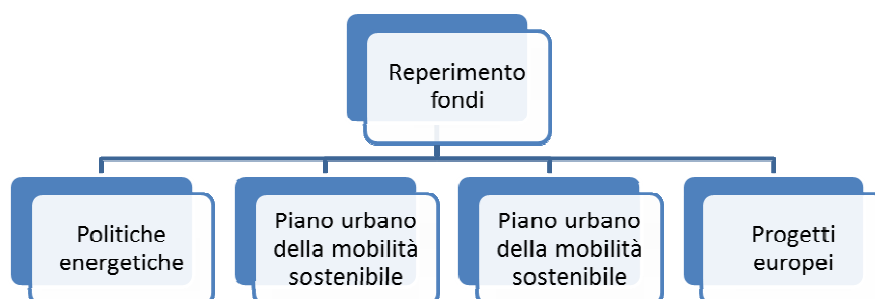 Reperimento
fondi
Politiche
energetiche
Piano urbano
della mobilità
sostenibile
Piano urbano
della mobilità
sostenibile
Progetti
europei